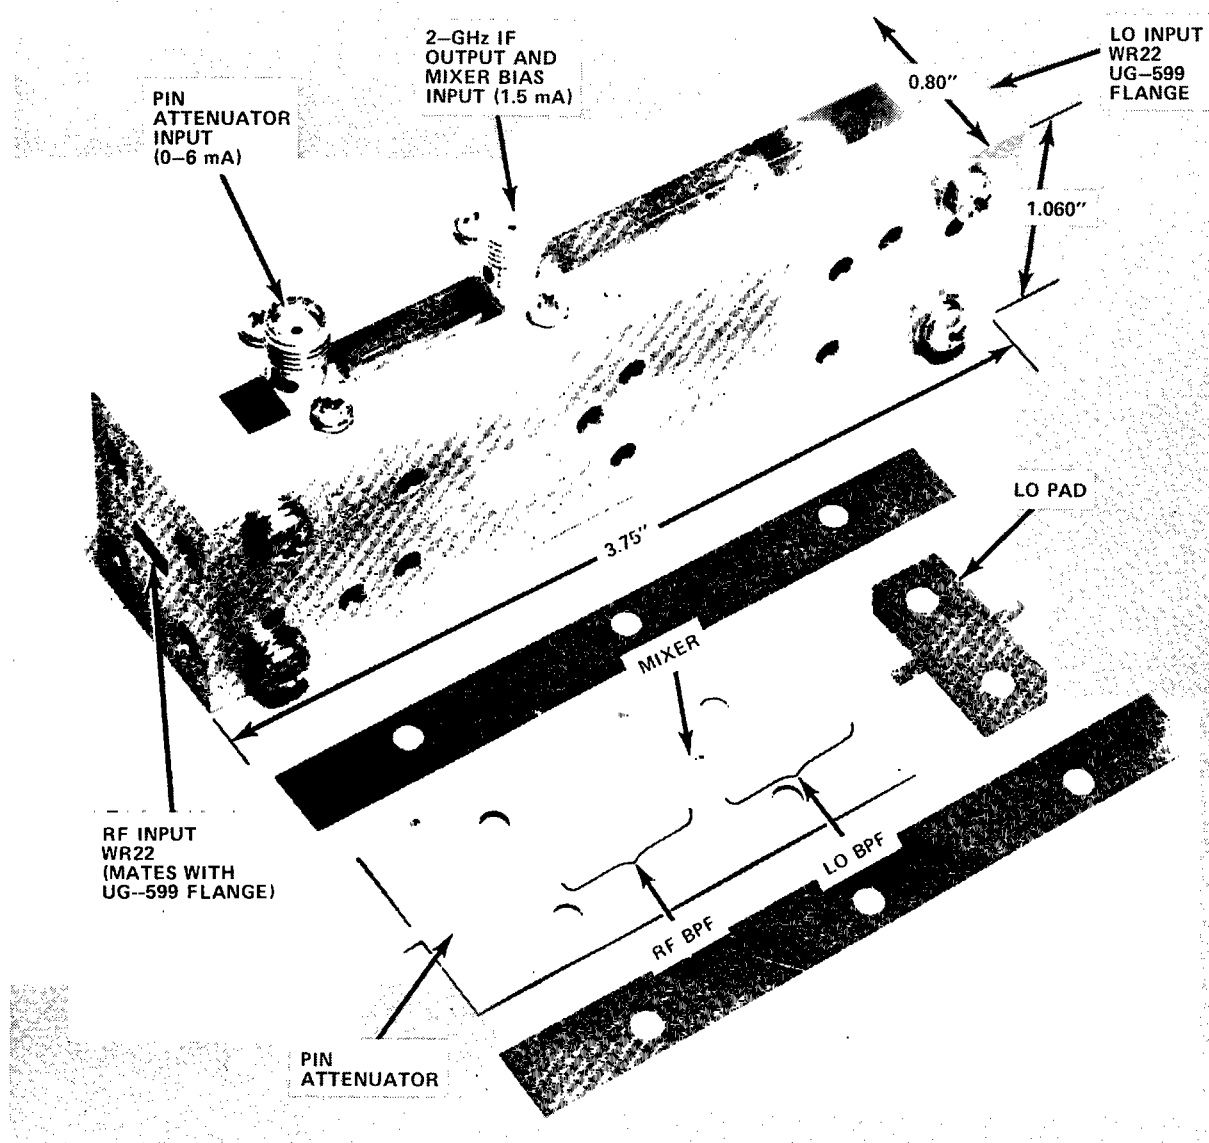 2–GHz IF
OUTPUT AND
MIXER BIAS
INPUT (1.5 mA)
LO INPUT
WR22
UG–599
FLANGE
0.80"
PIN
ATTENUATOR
INPUT
(0–6 mA)
1.060"
LO PAD
3.75"
MIXER
RF INPUT
WR22
(MATES WITH
UG--599 FLANGE)
LO BPF
RF BPF
PIN
ATTENUATOR